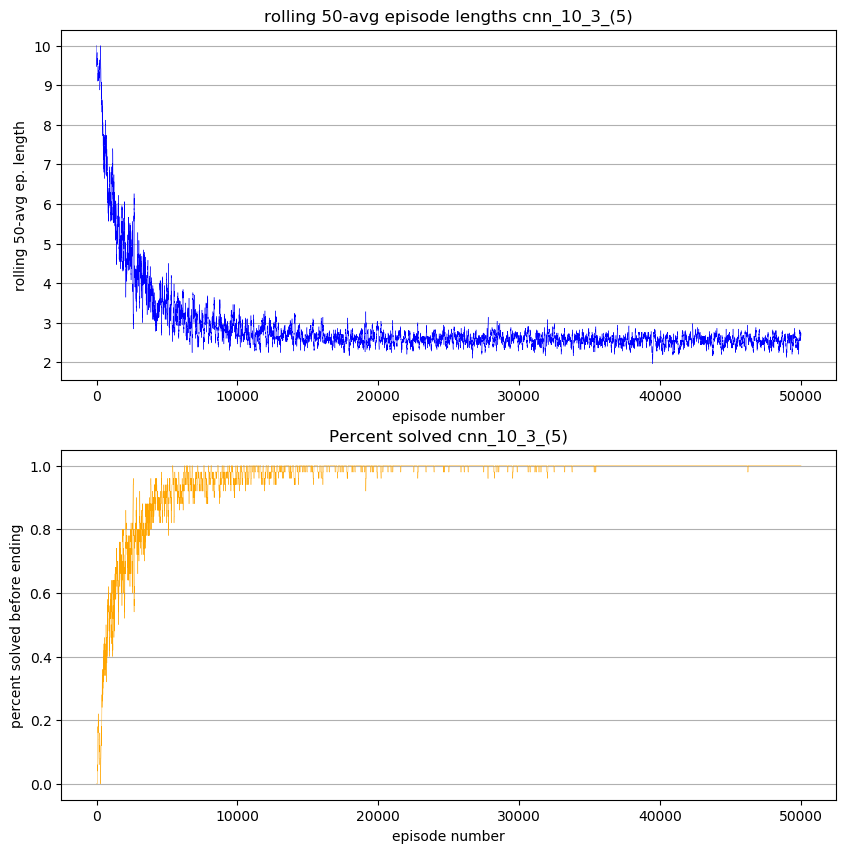 rolling 50-avg episode lengths cnn_10_3_(5)
10
9
8
7
6
5
4
3
2
rolling 50-avg ep. length
0 10000 20000 30000 40000 50000
episode number
Percent solved cnn_10_3_(5)
1.0
0.8
0.6
0.4
0.2
0.0
percent solved before ending
0 10000 20000 30000 40000 50000
episode number